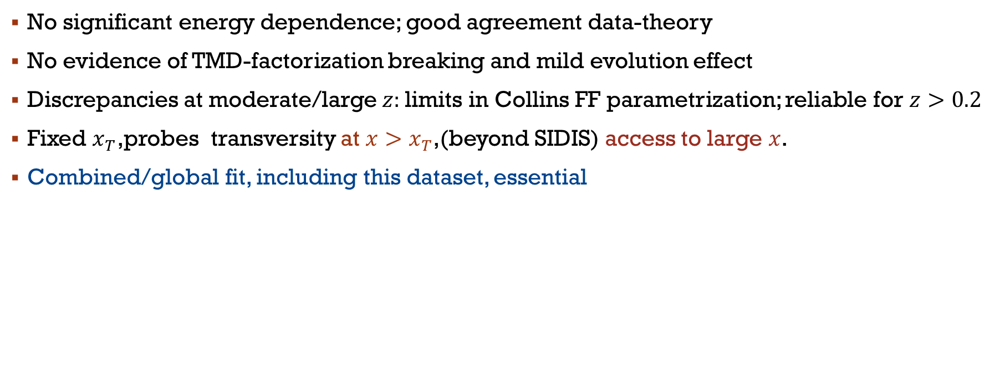 ▪ No significant energy dependence; good agreement data-theory
▪ No evidence of TMD-factorization breaking and mild evolution effect
▪ Discrepancies at moderate/large z: limits in Collins FF parametrization; reliable for z > 0.2
▪ Fixed x_T ,probes transversity at x > x_T ,(beyond SIDIS) access to large x.
▪ Combined/global fit, including this dataset, essential